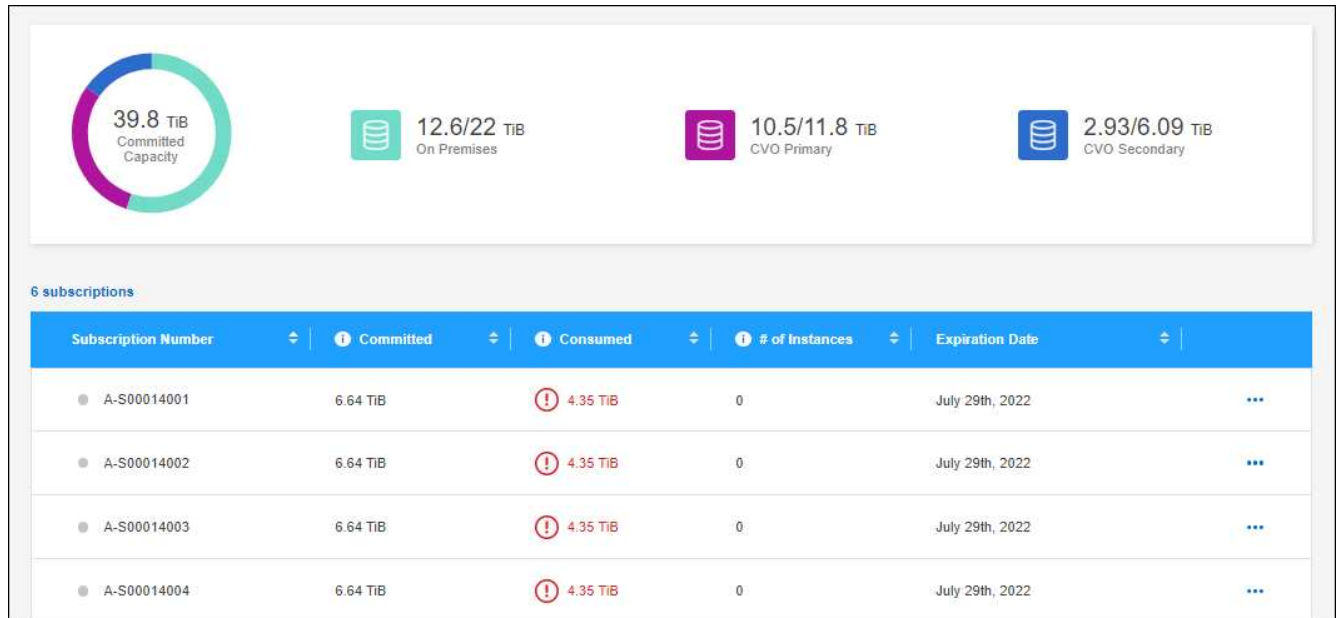 39.8 TiB
Committed
Capacity
12.6/22 TiB
On Premises
10.5/11.8 TiB
CVO Primary
2.93/6.09 TiB
CVO Secondary
6 subscriptions
Subscription Number Committed Consumed # of Instances Expiration Date
A-S00014001 6.64 TiB 4.35 TiB 0 July 29th, 2022
A-S00014002 6.64 TiB 4.35 TiB 0 July 29th, 2022
A-S00014003 6.64 TiB 4.35 TiB 0 July 29th, 2022
A-S00014004 6.64 TiB 4.35 TiB 0 July 29th, 2022